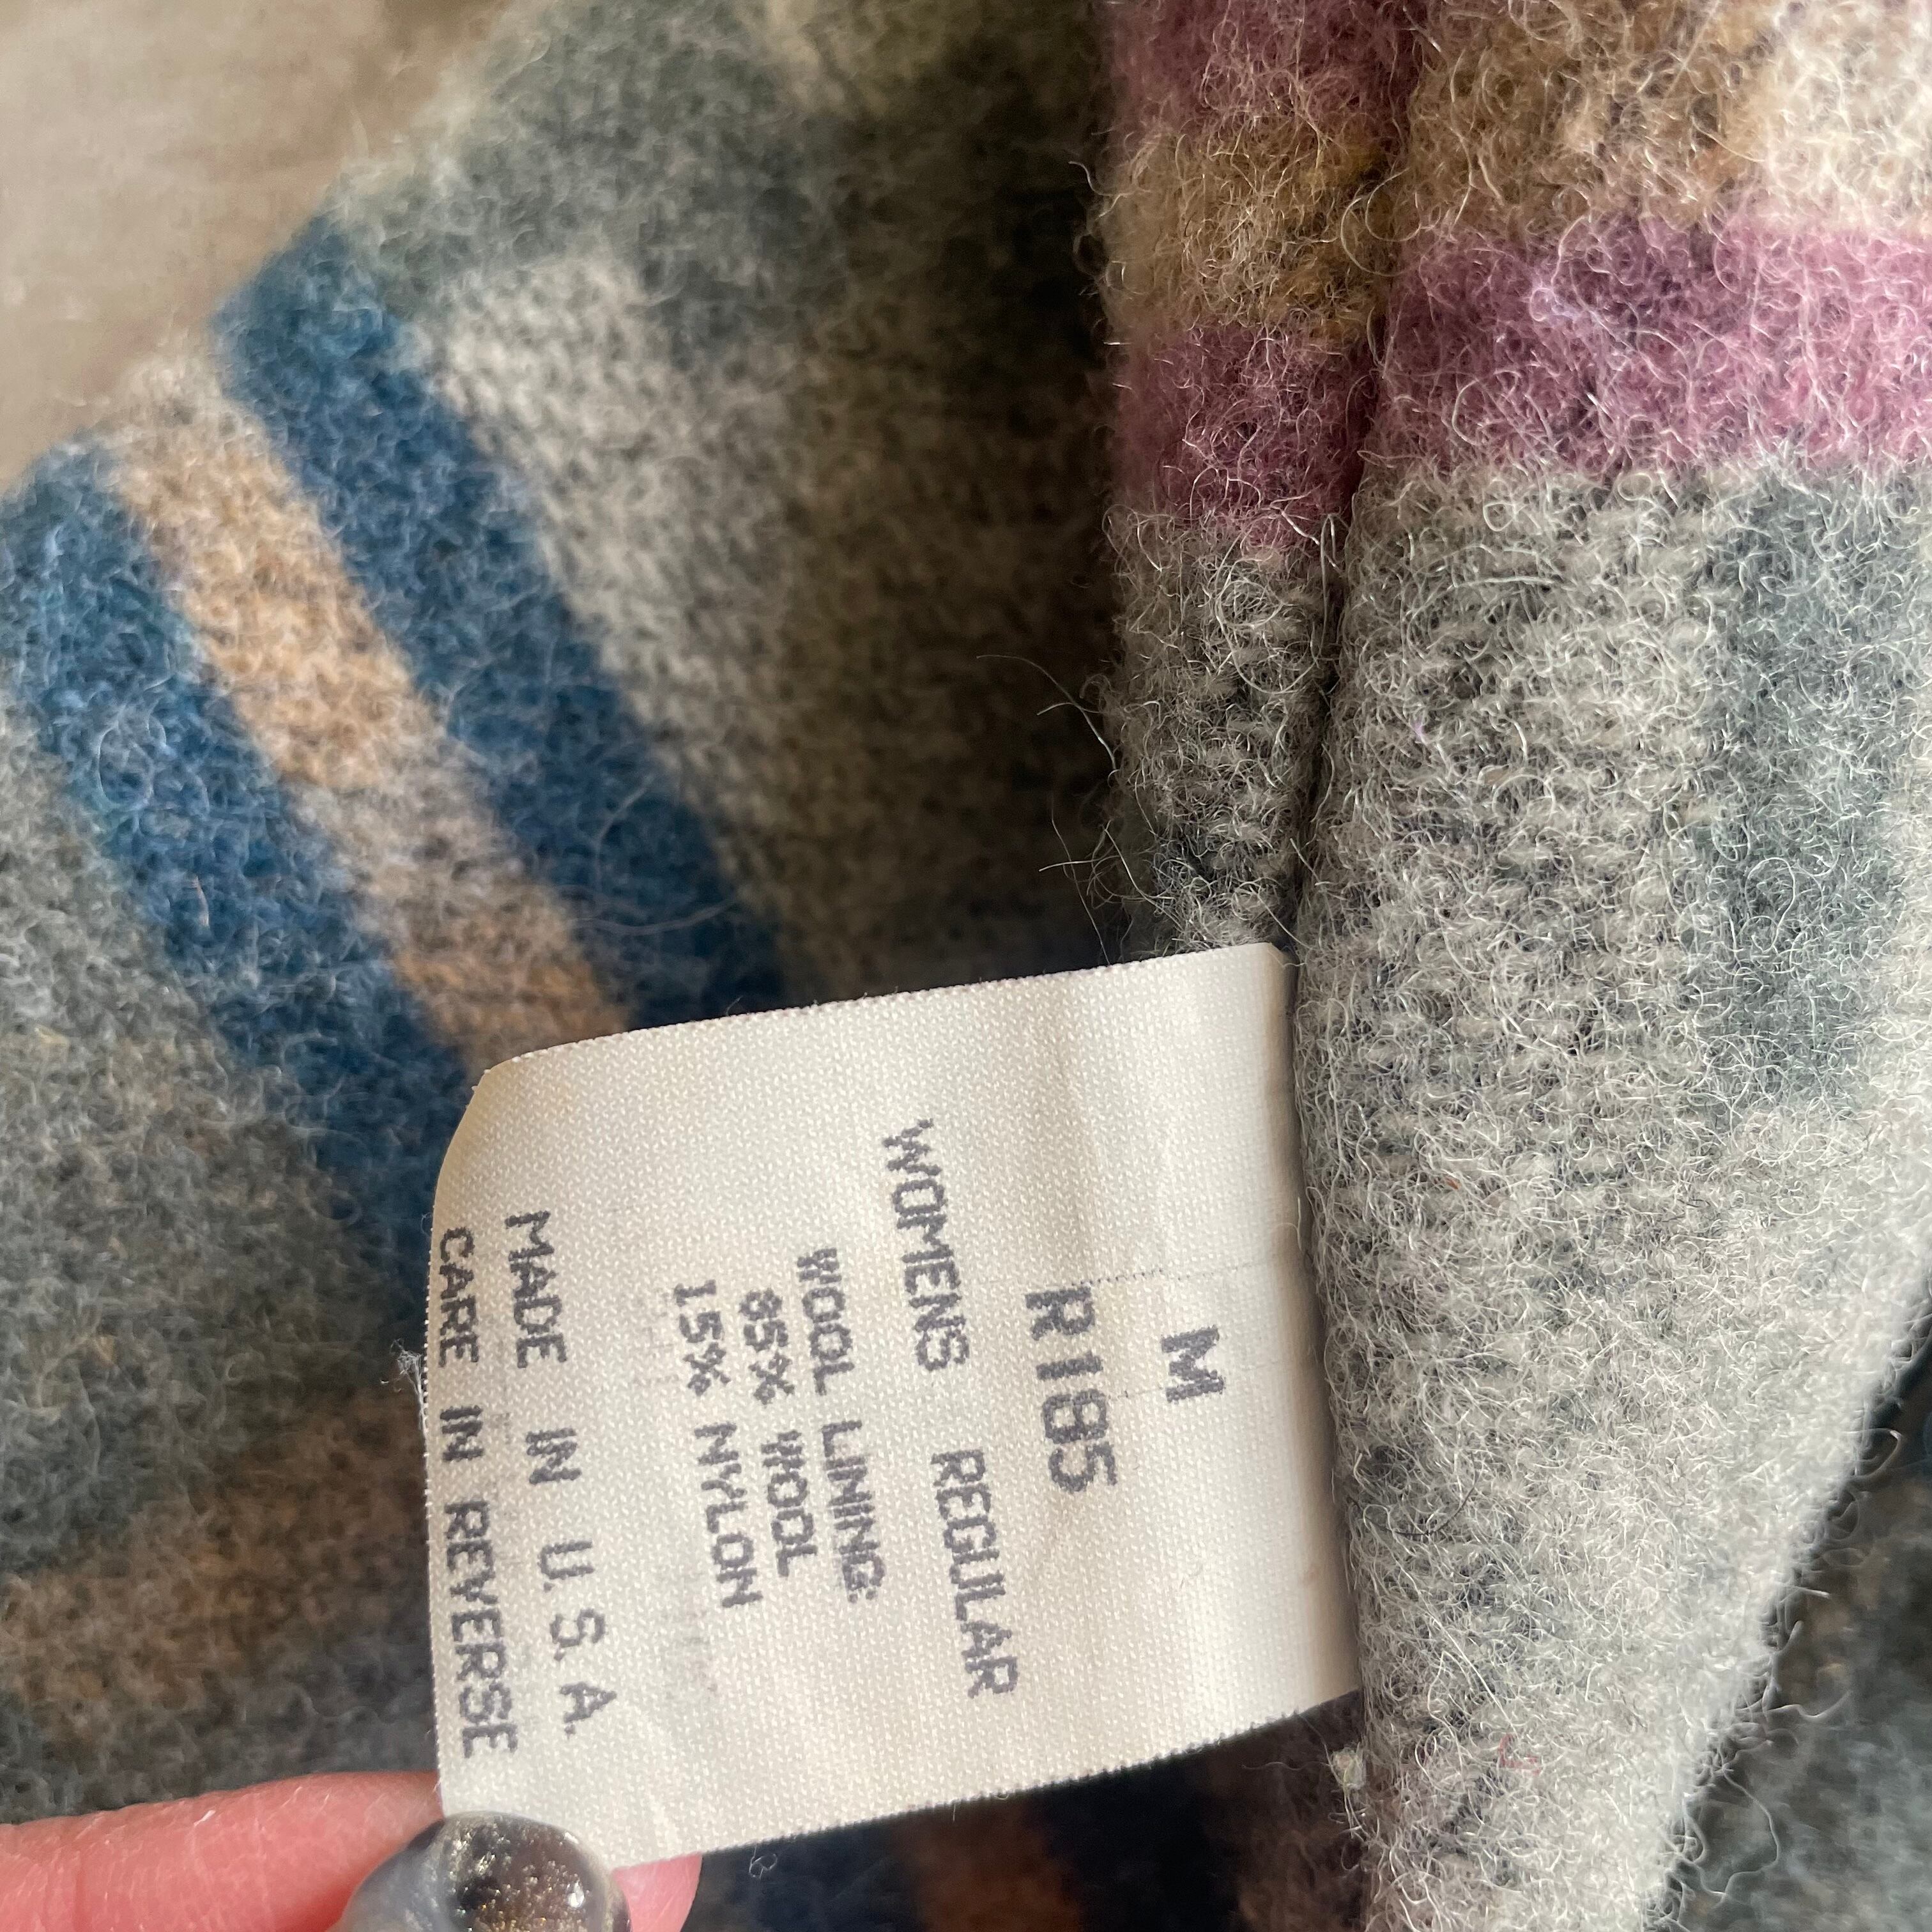 M
R185
WOMENS REGULAR
WOOL LINING:
85% WOOL
15% NYLON
MADE IN U.S.A.
CARE IN REVERSE